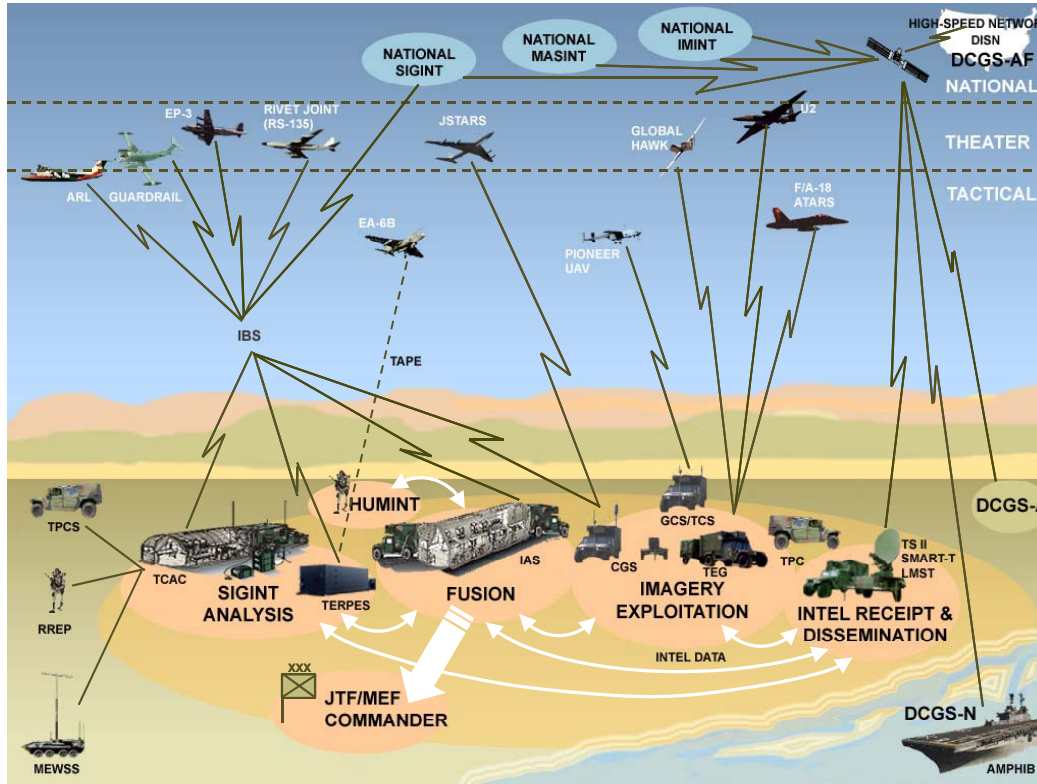 HIGH-SPEED NETWOR
DISN
DCGS-AF
NATIONAL
NATIONAL
SIGINT
NATIONAL
MASINT
NATIONAL
IMINT
EP-3
RIVET JOINT
(RS-135)
JSTARS
GLOBAL
HAWK
U2
THEATER
ARL
GUARDRAIL
F/A-18
ATARS
TACTICAL
EA-6B
PIONEER
UAV
IBS
TAPE
HUMINT
TPCS
GCS/TCS
DCGS-
TCAC
IAS
CGS
TEG
TPC
TS II
SMART-T
LMST
SIGINT
ANALYSIS
TERPES
FUSION
IMAGERY
EXPLOITATION
INTEL RECEIPT &
DISSEMINATION
RREP
INTEL DATA
XXX
JTF/MEF
COMMANDER
DCGS-N
MEWSS
AMPHIB